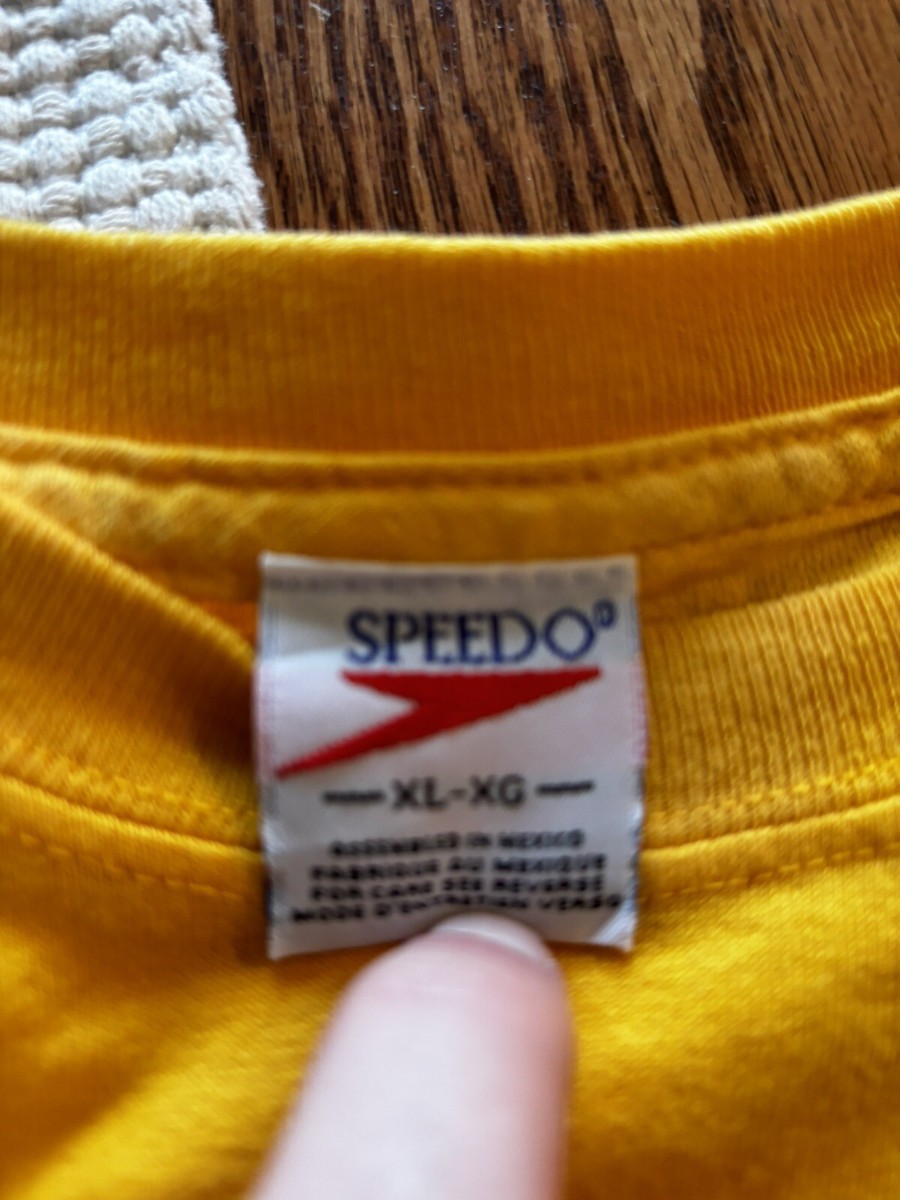 SPEEDO®
XL-XG
ASSEMBLED IN MEXICO
FABRIQUE AU MEXIQUE
FOR CARE SEE REVERSE
MODE D'ENTRETIEN VERSO